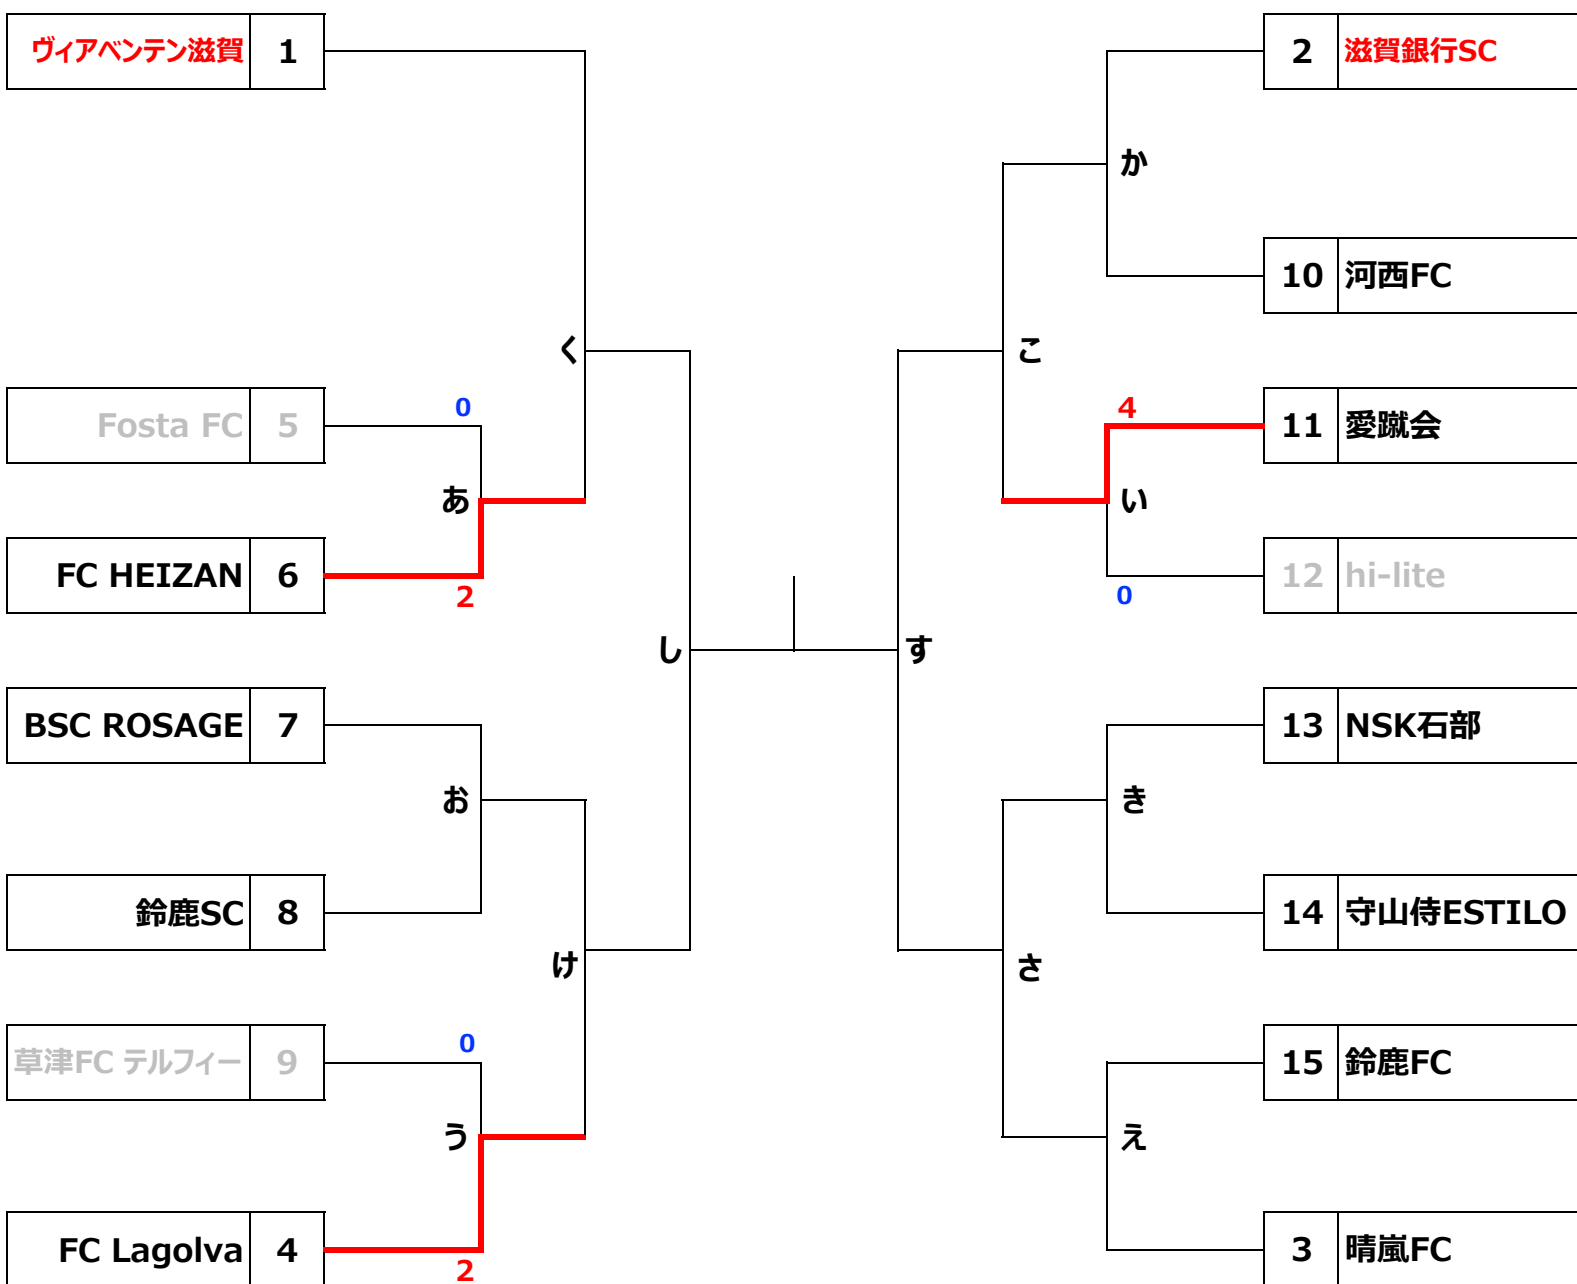 ヴィアベンテン滋賀 1
2 滋賀銀行SC
か
10 河西FC
く
こ
Fosta FC 5
0
4
11 愛蹴会
あ
い
FC HEIZAN 6
2
0
12 hi-lite
し
す
BSC ROSAGE 7
13 NSK石部
お
き
鈴鹿SC 8
14 守山侍ESTILO
け
さ
草津FC テルフィー 9
0
15 鈴鹿FC
う
え
FC Lagolva 4
2
3 晴嵐FC